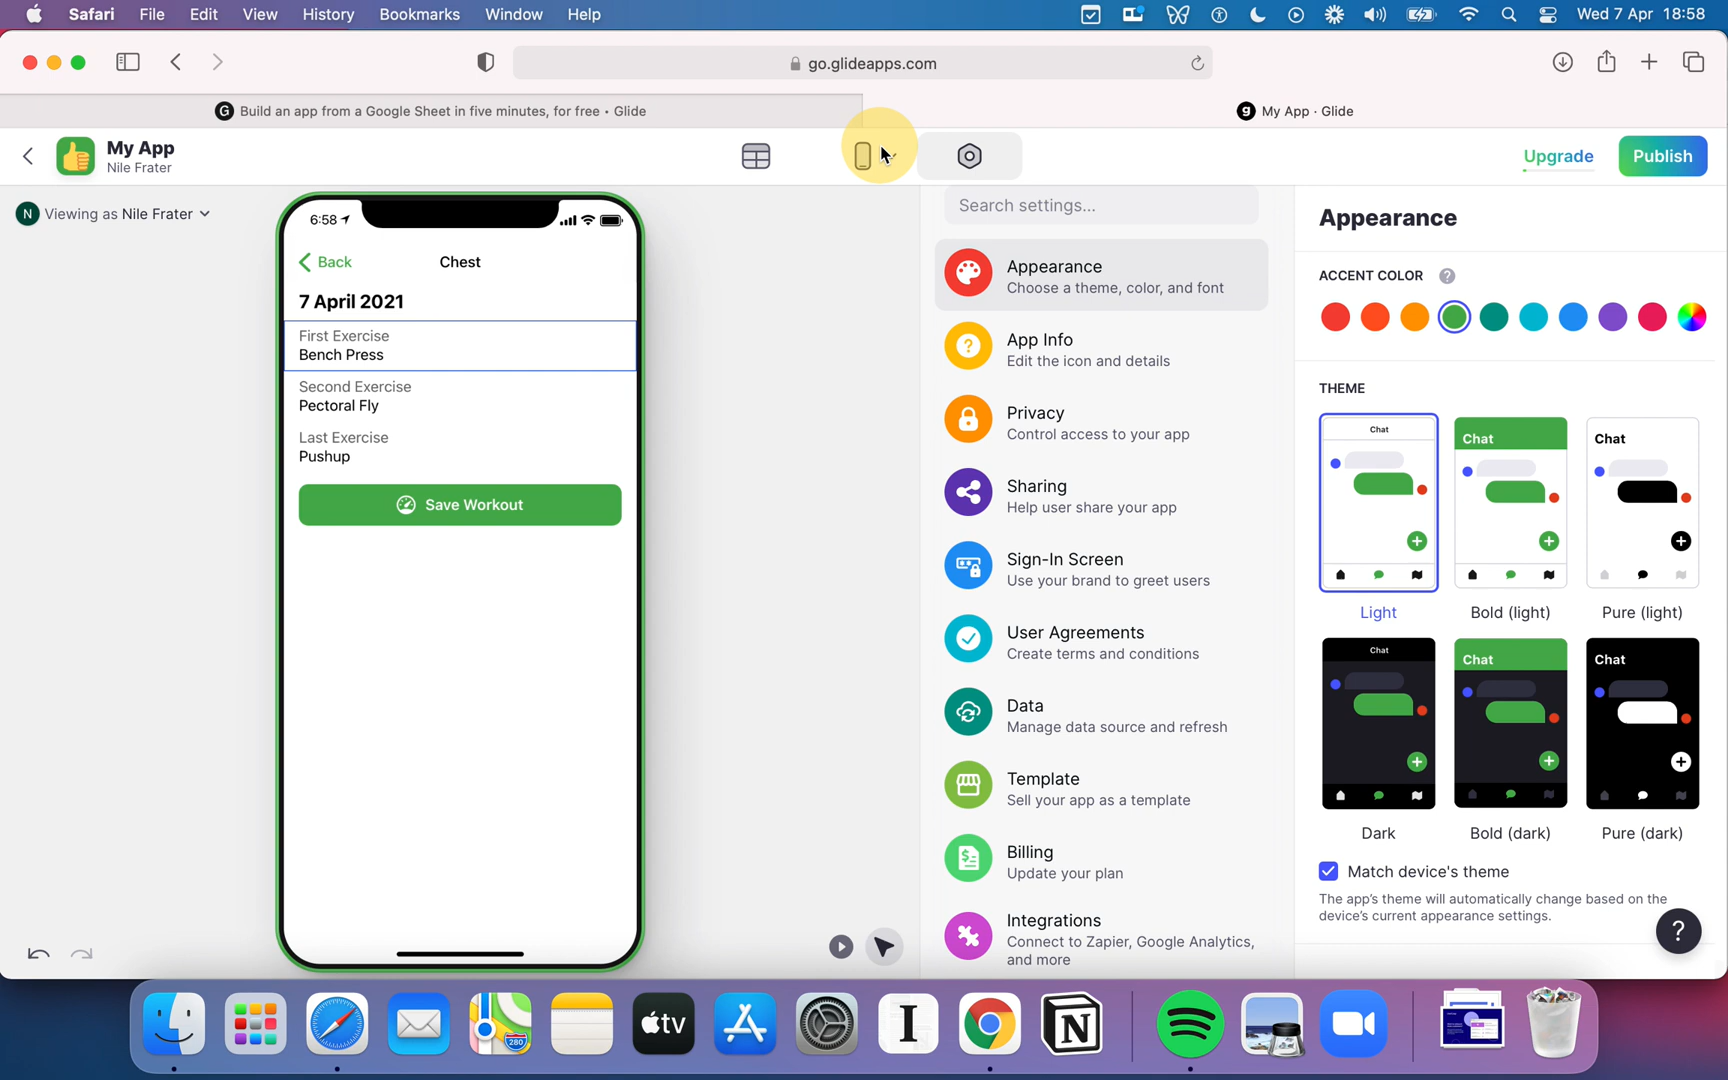 Safari File Edit View History Bookmarks Window Help Wed 7 Apr 18:58
go.glideapps.com
G Build an app from a Google Sheet in five minutes, for free • Glide
g My App · Glide
My App
Nile Frater
Upgrade Publish
N Viewing as Nile Frater
6:58
Back Chest
7 April 2021
First Exercise
Bench Press
Second Exercise
Pectoral Fly
Last Exercise
Pushup
Save Workout
Search settings...
Appearance
Choose a theme, color, and font
App Info
Edit the icon and details
Privacy
Control access to your app
Sharing
Help user share your app
Sign-In Screen
Use your brand to greet users
User Agreements
Create terms and conditions
Data
Manage data source and refresh
Template
Sell your app as a template
Billing
Update your plan
Integrations
Connect to Zapier, Google Analytics,
and more
Appearance
ACCENT COLOR ?
THEME
Chat Chat Chat
Light Bold (light) Pure (light)
Chat Chat Chat
Dark Bold (dark) Pure (dark)
Match device's theme
The app's theme will automatically change based on the
device's current appearance settings.
?
280
tv